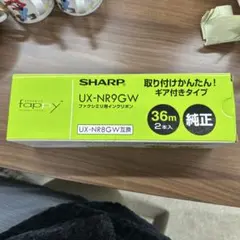 fappy
SHARP
UX-NR9GW
ファクシミリ用インクリボン
UX-NR8GW互換
取り付けかんたん!
ギア付きタイプ
36m
2本入
純正